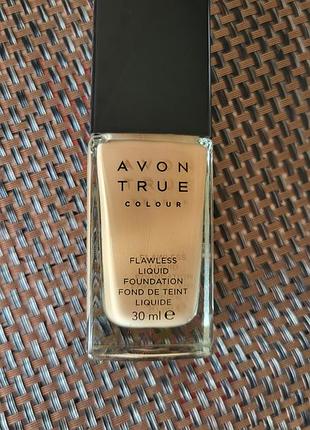 AVON
TRUE
COLOUR
FLAWLESS
LIQUID
FOUNDATION
FOND DE TEINT
LIQUIDE
30 ml ℮